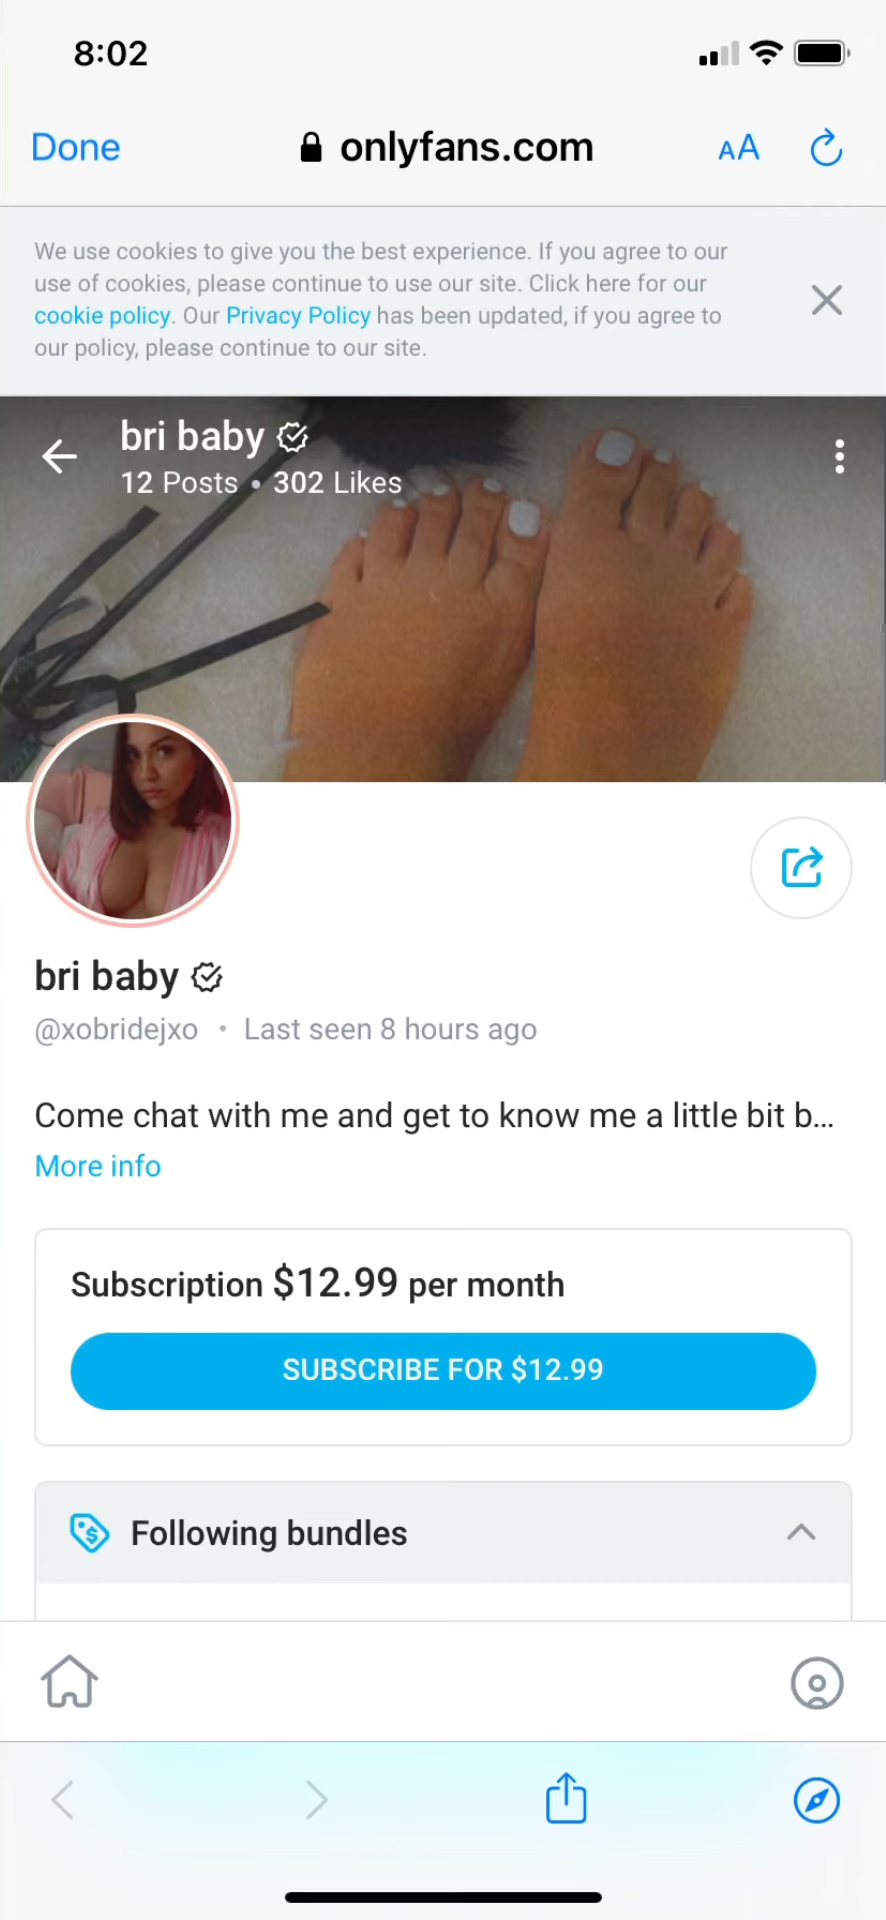 8:02
Done
onlyfans.com
AA
We use cookies to give you the best experience. If you agree to our
use of cookies, please continue to use our site. Click here for our
cookie policy. Our Privacy Policy has been updated, if you agree to
our policy, please continue to our site.
bri baby
12 Posts • 302 Likes
bri baby
@xobridejxo • Last seen 8 hours ago
Come chat with me and get to know me a little bit b...
More info
Subscription $12.99 per month
SUBSCRIBE FOR $12.99
Following bundles